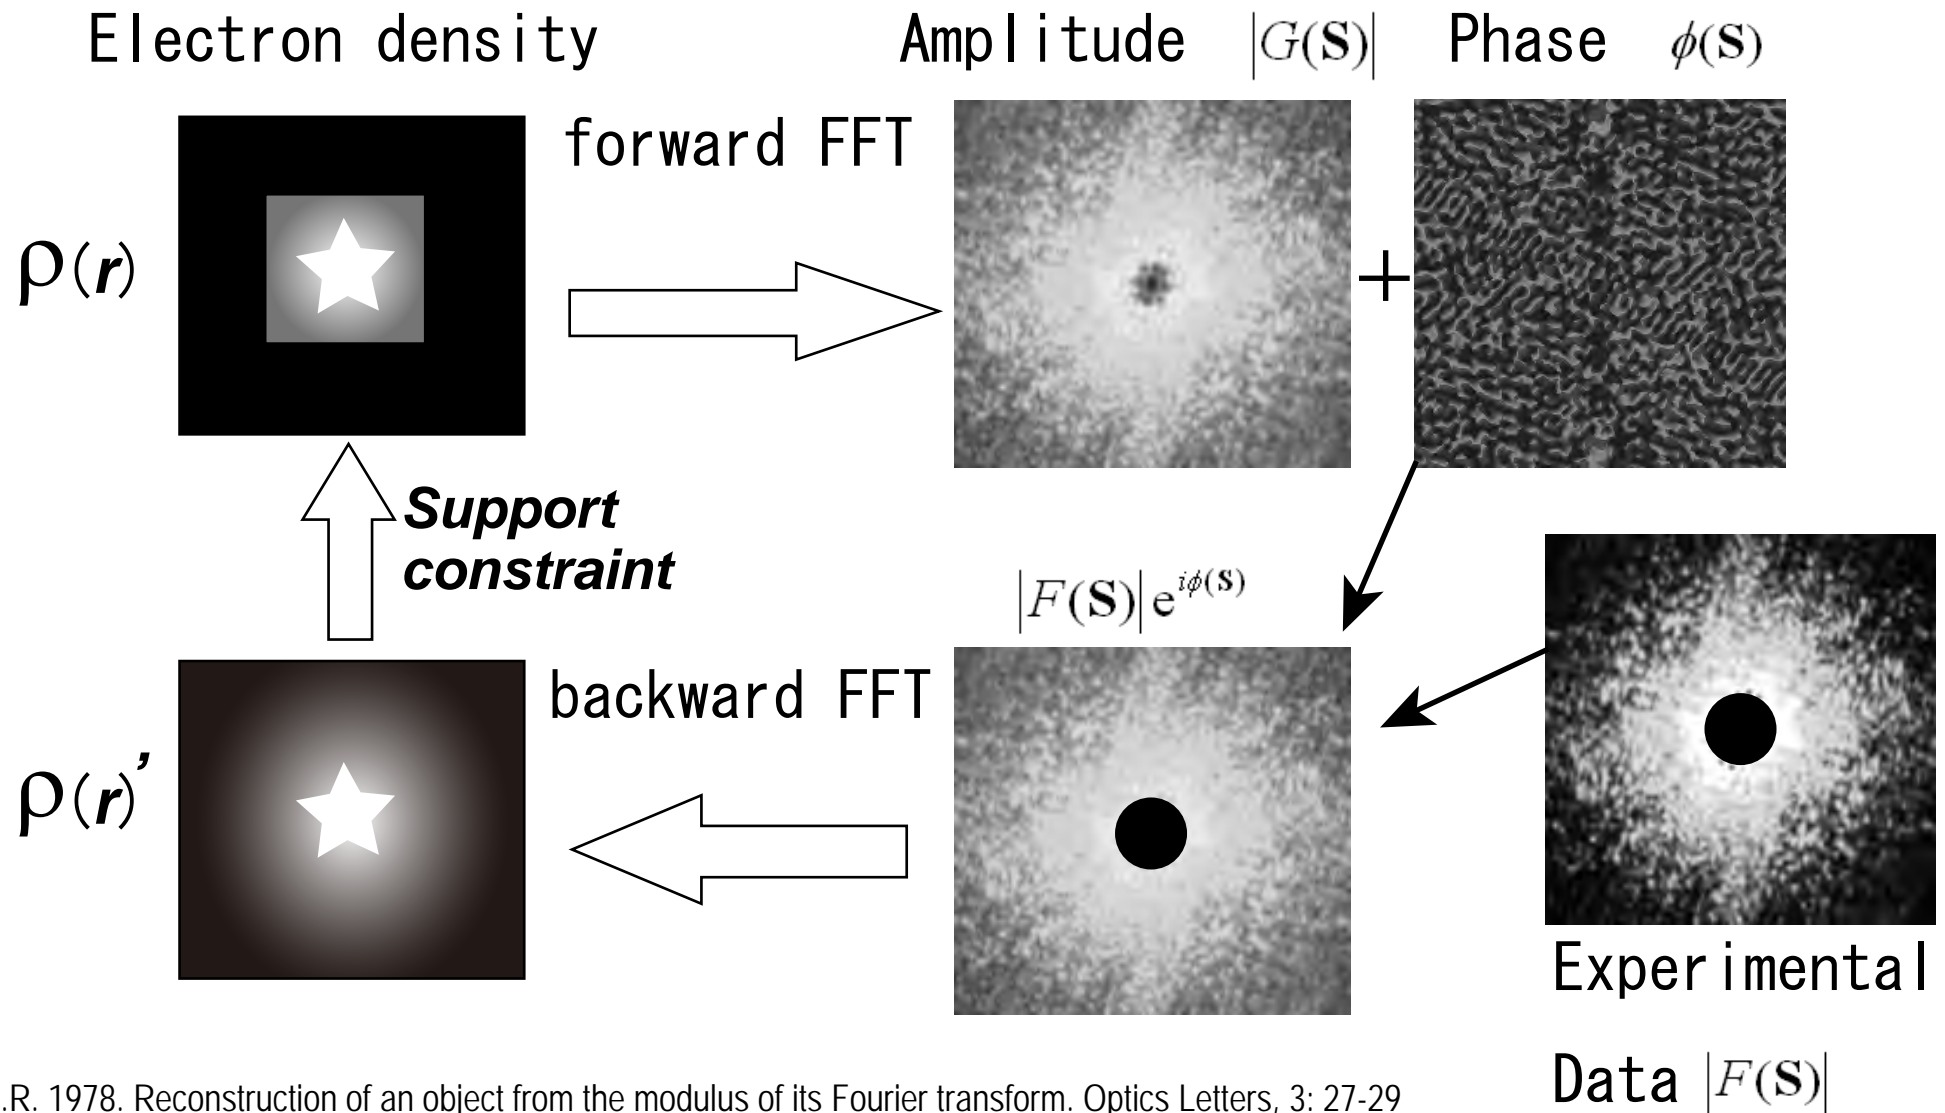 Electron density
Amplitude |G(S)| Phase ϕ(S)
forward FFT
ρ(r)
+
Support
constraint
|F(S)| e^{iϕ(S)}
backward FFT
ρ(r)'
Experimental
Data |F(S)|
.R. 1978. Reconstruction of an object from the modulus of its Fourier transform. Optics Letters, 3: 27-29